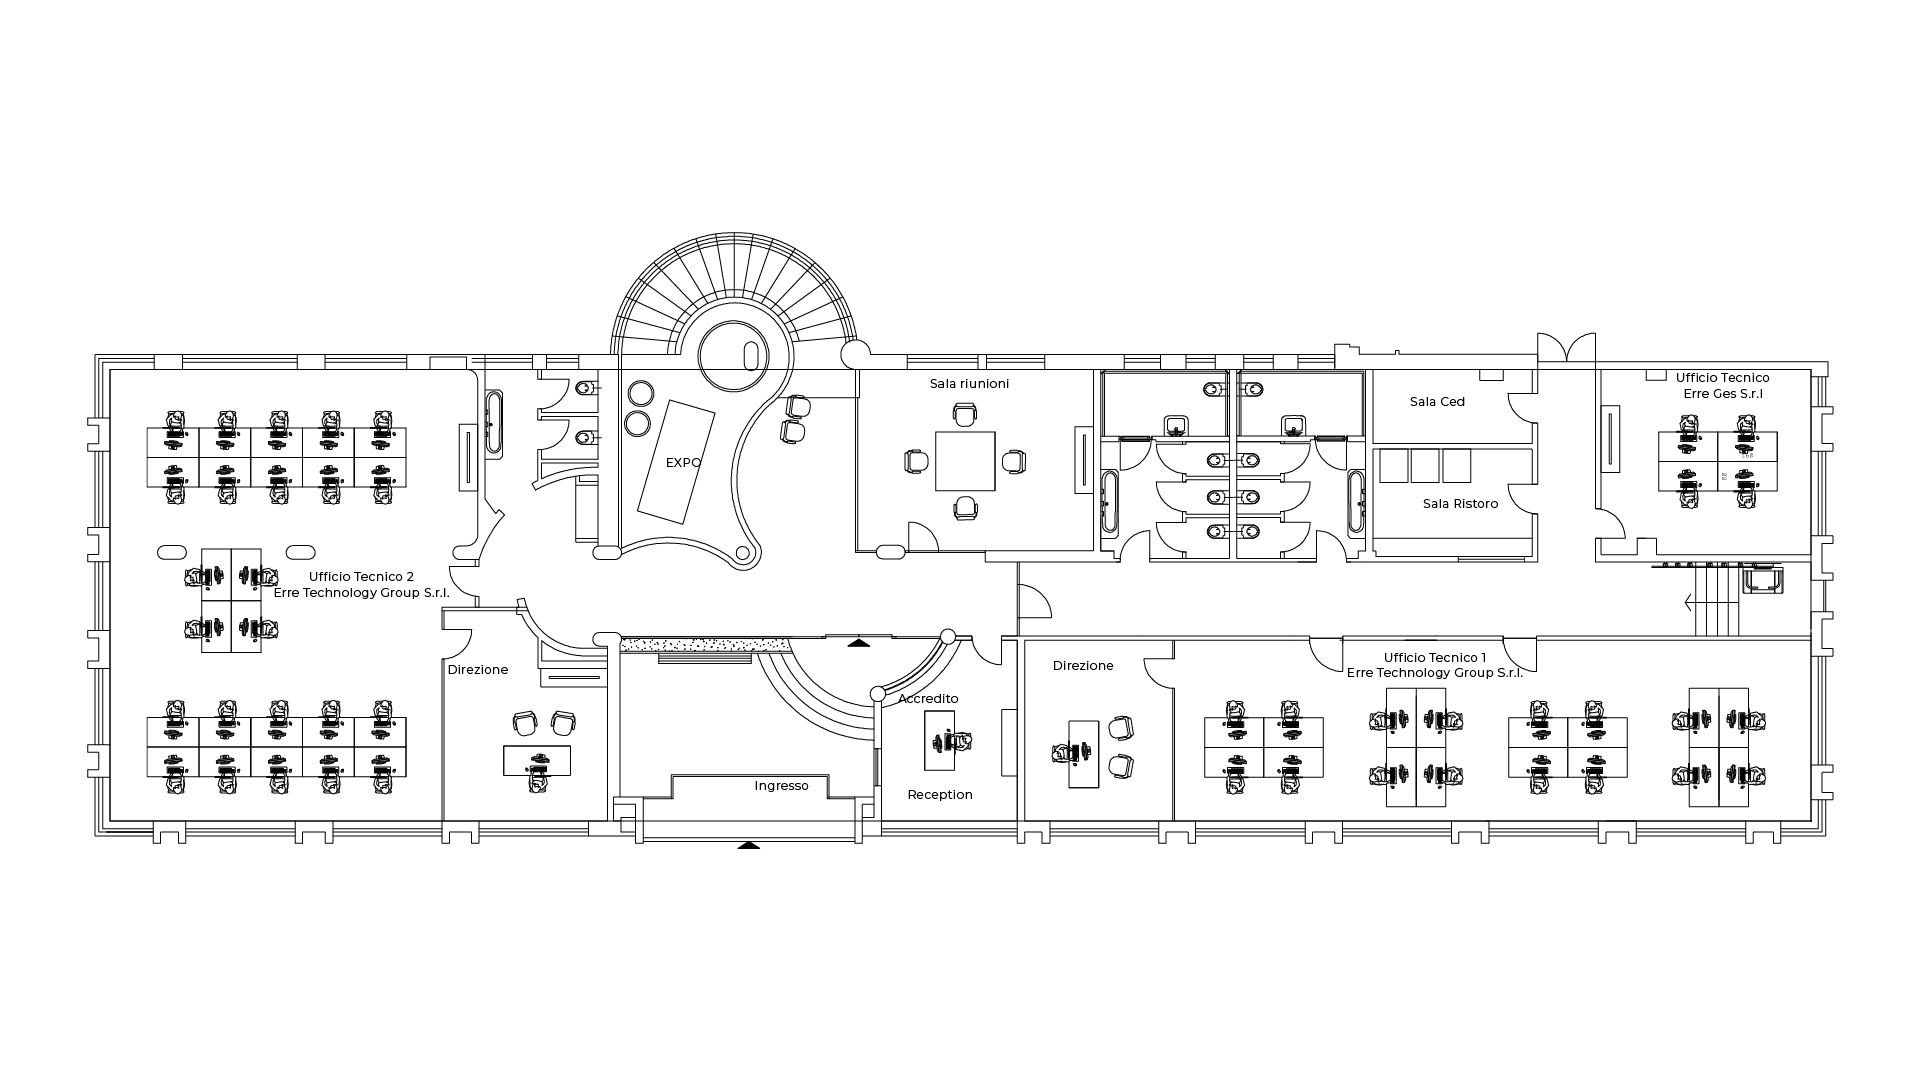 Ufficio Tecnico 2
Erre Technology Group S.r.l.
Direzione
EXPO
Ingresso
Sala riunioni
Accredito
Reception
Direzione
Sala Ced
Sala Ristoro
Ufficio Tecnico
Erre Ges S.r.l
Ufficio Tecnico 1
Erre Technology Group S.r.l.